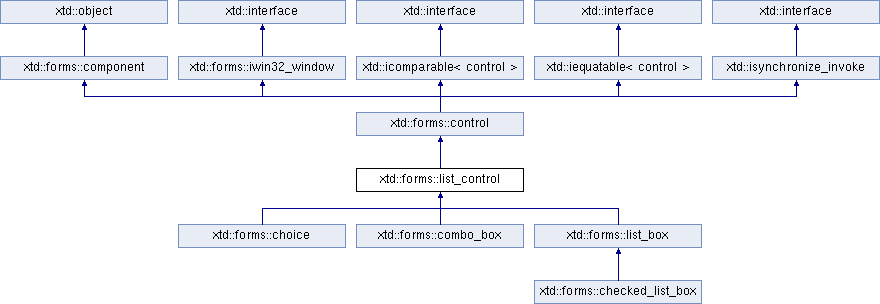 xtd::object
xtd::interface
xtd::interface
xtd::interface
xtd::interface
xtd::forms::component
xtd::forms::iwin32_window
xtd::icomparable< control >
xtd::iequatable< control >
xtd::isynchronize_invoke
xtd::forms::control
xtd::forms::list_control
xtd::forms::choice
xtd::forms::combo_box
xtd::forms::list_box
xtd::forms::checked_list_box